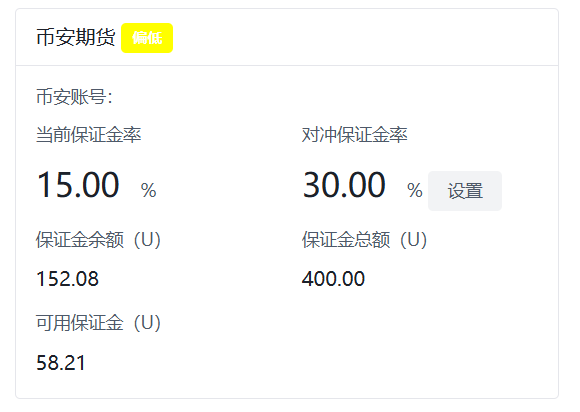 币安期货 偏低
币安账号：
当前保证金率 对冲保证金率
15.00 % 30.00 % 设置
保证金余额（U） 保证金总额（U）
152.08 400.00
可用保证金（U）
58.21